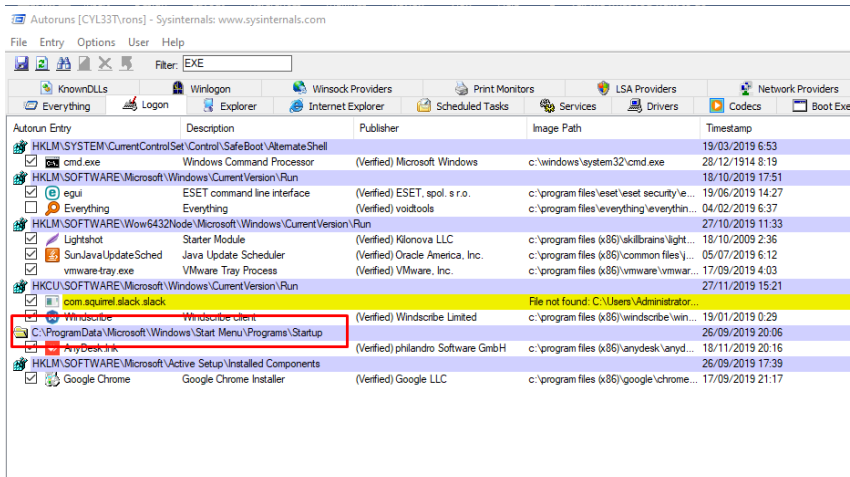 Autoruns [CYL33T\rons] - Sysinternals: www.sysinternals.com
File Entry Options User Help
Filter: EXE
KnownDLLs Winlogon Winsock Providers Print Monitors LSA Providers Network Providers
Everything Logon Explorer Internet Explorer Scheduled Tasks Services Drivers Codecs Boot Exe
Autorun Entry Description Publisher Image Path Timestamp
HKLM\SYSTEM\CurrentControlSet\Control\SafeBoot\AlternateShell 19/03/2019 6:53
cmd.exe Windows Command Processor (Verified) Microsoft Windows c:\windows\system32\cmd.exe 28/12/1914 8:19
HKLM\SOFTWARE\Microsoft\Windows\CurrentVersion\Run 18/10/2019 17:51
egui ESET command line interface (Verified) ESET, spol. s r.o. c:\program files\eset\eset security\e... 19/06/2019 14:27
Everything Everything (Verified) voidtools c:\program files\everything\everythin... 04/02/2019 6:37
HKLM\SOFTWARE\Wow6432Node\Microsoft\Windows\CurrentVersion\Run 27/10/2019 11:33
Lightshot Starter Module (Verified) Kilonova LLC c:\program files (x86)\skillbrains\light... 18/10/2009 2:36
SunJavaUpdateSched Java Update Scheduler (Verified) Oracle America, Inc. c:\program files (x86)\common files\j... 05/07/2019 6:12
vmware-tray.exe VMware Tray Process (Verified) VMware, Inc. c:\program files (x86)\vmware\vmwar... 17/09/2019 4:03
HKCU\SOFTWARE\Microsoft\Windows\CurrentVersion\Run 27/11/2019 15:21
com.squirrel.slack.slack File not found: C:\Users\Administrator...
Windscribe Windscribe client (Verified) Windscribe Limited c:\program files (x86)\windscribe\win... 19/01/2019 0:29
C:\ProgramData\Microsoft\Windows\Start Menu\Programs\Startup 26/09/2019 20:06
AnyDesk.lnk (Verified) philandro Software GmbH c:\program files (x86)\anydesk\anyd... 18/11/2019 20:16
HKLM\SOFTWARE\Microsoft\Active Setup\Installed Components 26/09/2019 17:39
Google Chrome Google Chrome Installer (Verified) Google LLC c:\program files (x86)\google\chrome... 17/09/2019 21:17